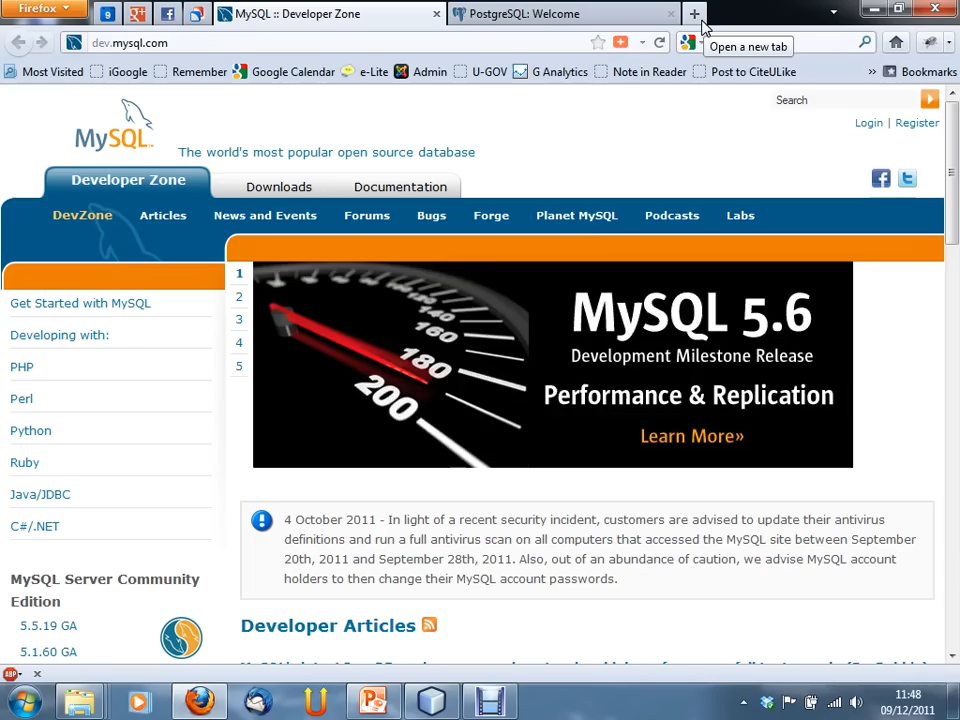 Firefox
9
MySQL :: Developer Zone
PostgreSQL: Welcome
dev.mysql.com
Open a new tab
Most Visited
iGoogle
Remember
Google Calendar
e-Lite
Admin
U-GOV
G Analytics
Note in Reader
Post to CiteULike
Bookmarks
Search
Login | Register
MySQL
The world's most popular open source database
Developer Zone
Downloads
Documentation
DevZone
Articles
News and Events
Forums
Bugs
Forge
Planet MySQL
Podcasts
Labs
Get Started with MySQL
Developing with:
PHP
Perl
Python
Ruby
Java/JDBC
C#/.NET
MySQL Server Community
Edition
5.5.19 GA
5.1.60 GA
1
2
3
4
5
140
160
180
200
MySQL 5.6
Development Milestone Release
Performance & Replication
Learn More»
4 October 2011 - In light of a recent security incident, customers are advised to update their antivirus
definitions and run a full antivirus scan on all computers that accessed the MySQL site between September
20th, 2011 and September 28th, 2011. Also, out of an abundance of caution, we advise MySQL account
holders to then change their MySQL account passwords.
Developer Articles
ABP
11:48
09/12/2011